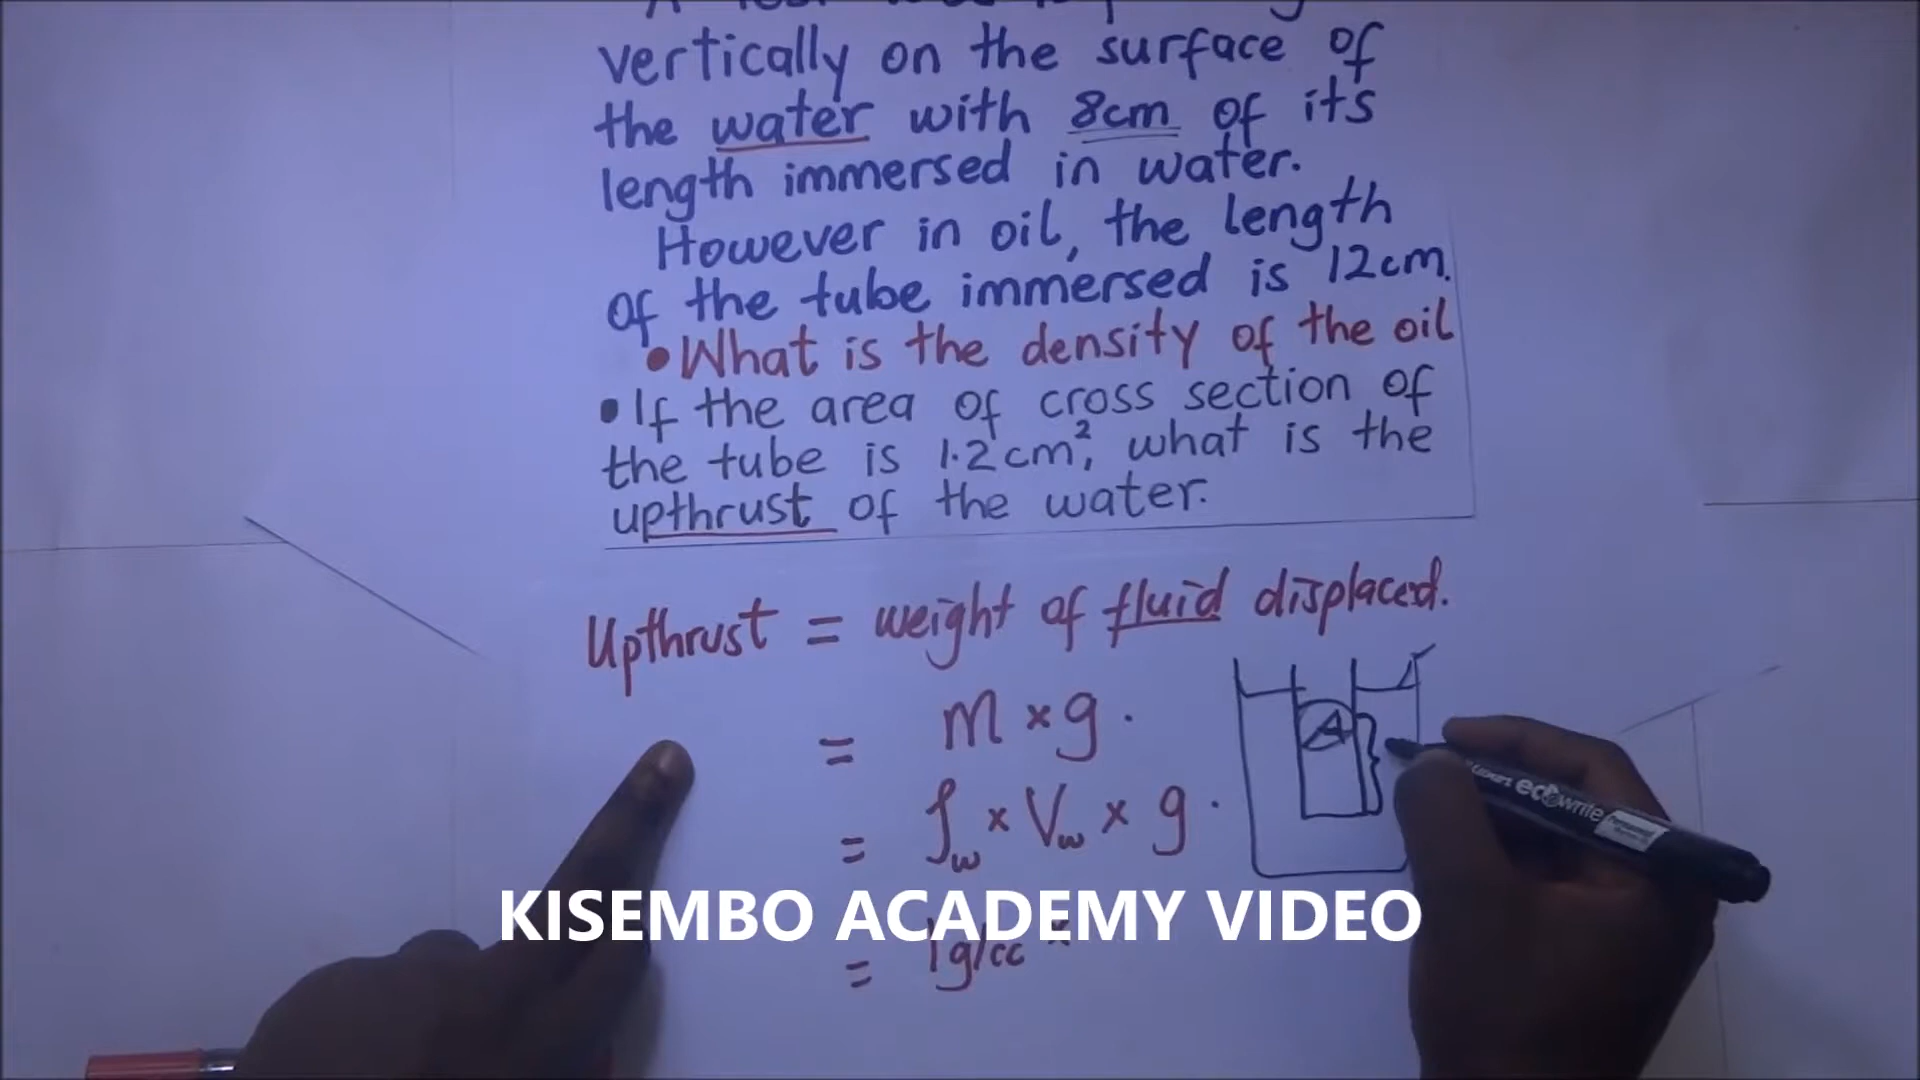 vertically on the surface of
the water with 8cm of its
length immersed in water.
However in oil, the length
of the tube immersed is 12cm.
•What is the density of the oil
•If the area of cross section of
the tube is 1.2cm², what is the
upthrust of the water.
Upthrust = weight of fluid displaced.
= m × g.
A
= ρw × Vw × g.
ecowrite
KISEMBO ACADEMY VIDEO
= 1g/cc ×